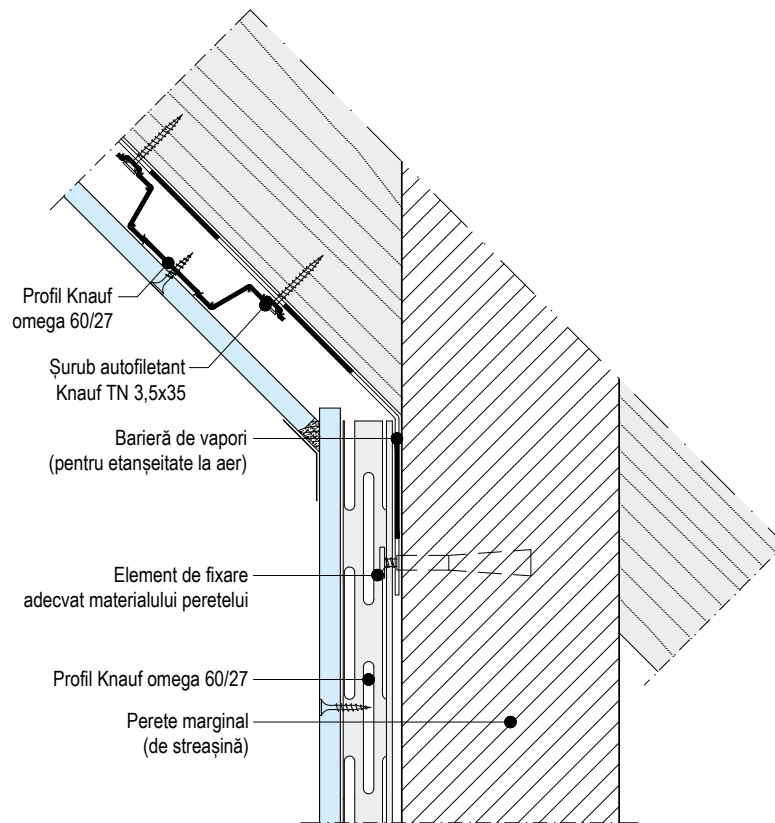 Profil Knauf
omega 60/27
Șurub autofiletant
Knauf TN 3,5x35
Barieră de vapori
(pentru etanșeitate la aer)
Element de fixare
adecvat materialului peretelui
Profil Knauf omega 60/27
Perete marginal
(de streașină)